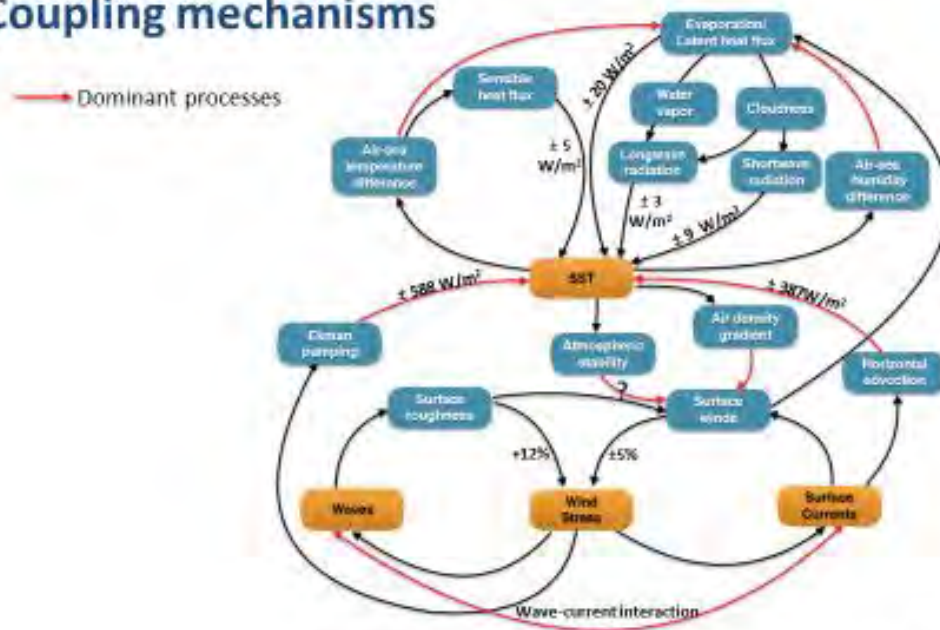 Coupling mechanisms
Dominant processes
Evaporation/
Latent heat flux
Sensible
heat flux
± 20 W/m²
Water
vapor
Cloudness
Air-sea
temperature
difference
± 5
W/m²
Longwave
radiation
Shortwave
radiation
Air-sea
humiday
difference
± 3
W/m²
± 9 W/m²
SST
± 588 W/m²
± 387W/m²
Ekman
pumping
Air density
gradient
Atmospheric
stability
Horizontal
advection
?
Surface
roughness
Surface
winds
+12%
±5%
Waves
Wind
Stress
Surface
Currents
Wave-current interaction